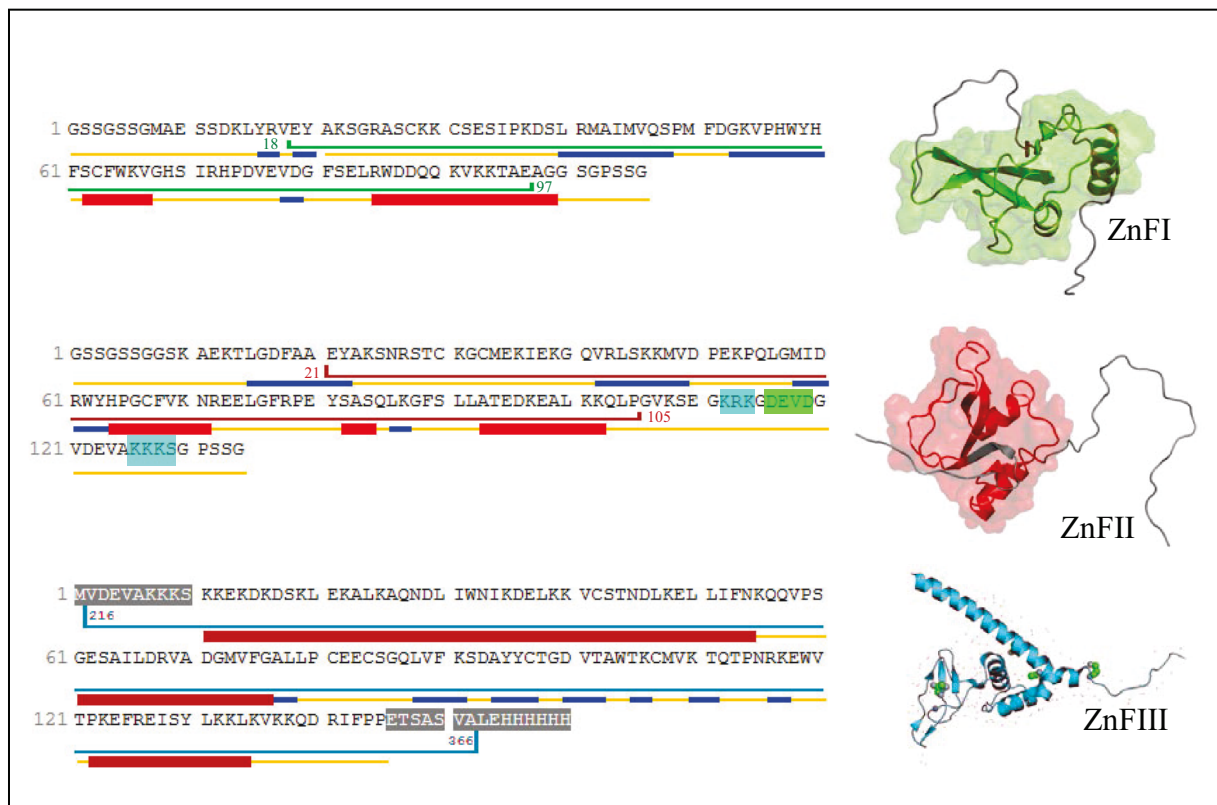 1 GSSGSSGMAE SSDKLYRVEY AKSGRASCKK CSESIPKDSL RMAIMVQSPM FDGKVPHWYH
18
61 FSCFWKVGHS IRHPDVEVDG FSELRWDDQQ KVKKTAEAGG SGPSSG
97
ZnFI
1 GSSGSSGGSK AEKTLGDFAA EYAKSNRSTC KGCMEKIEKG QVRLSKKMVD PEKPQLGMID
21
61 RWYHPGCFVK NREELGFRPE YSASQLKGFS LLATEDKEAL KKQLPGVKSE GKRKGDEVDG
105
121 VDEVAKKKSG PSSG
ZnFII
1 MVDEVAKKKS KKEKDKDSKL EKALKAQNDL IWNIKDELKK VCSTNDLKEL LIFNKQQVPS
216
61 GESAILDRVA DGMVFGALLP CEECSGQLVF KSDAYYCTGD VTAWTKCMVK TQTPNRKEWV
121 TPKEFREISY LKKLKVKKQD RIFPPETSAS VALEHHHHHH
366
ZnFIII